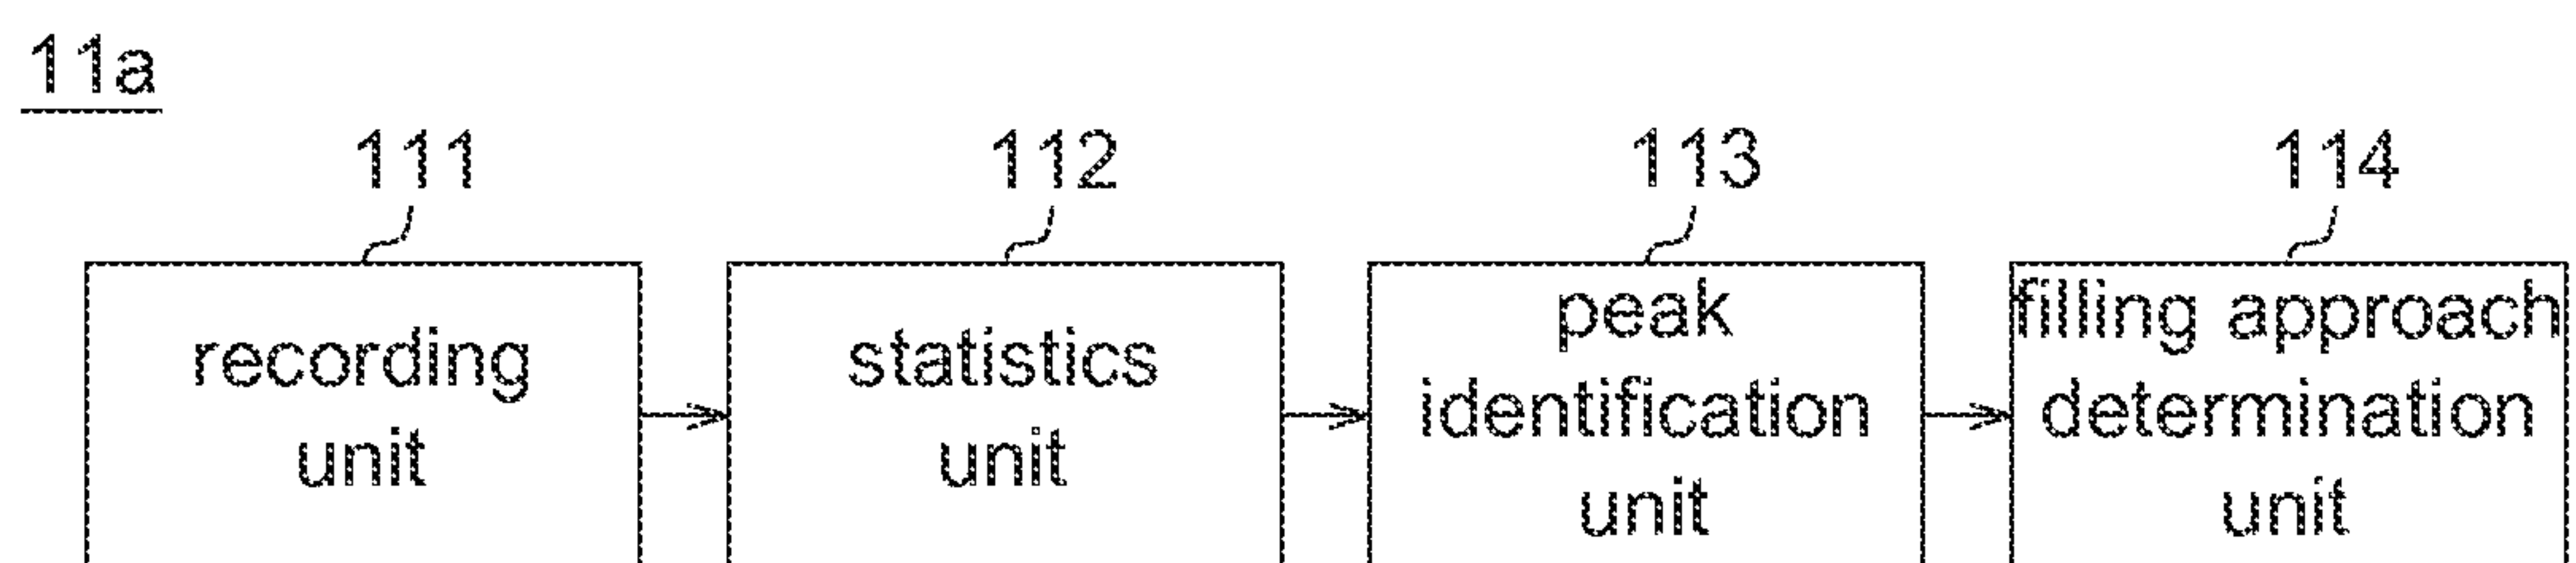 11a
111
112
113
114
recording
unit
statistics
unit
peak
identification
unit
filling approach
determination
unit